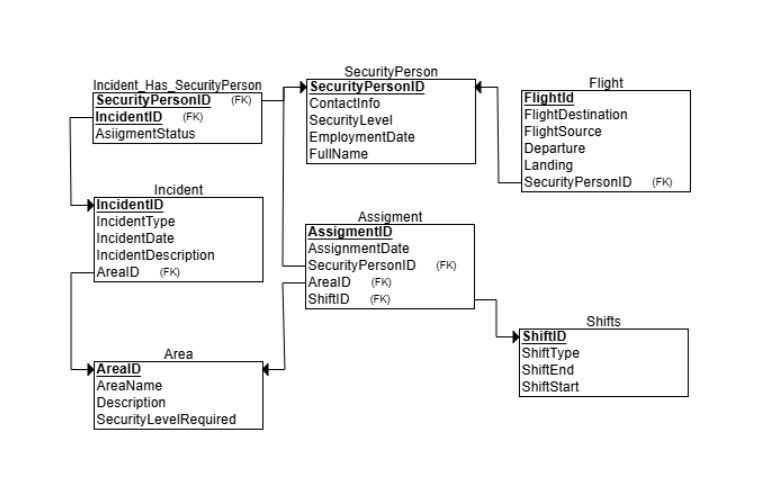 Incident_Has_SecurityPerson
SecurityPersonID (FK)
IncidentID (FK)
AsiigmentStatus
SecurityPerson
SecurityPersonID
ContactInfo
SecurityLevel
EmploymentDate
FullName
Flight
FlightId
FlightDestination
FlightSource
Departure
Landing
SecurityPersonID (FK)
Incident
IncidentID
IncidentType
IncidentDate
IncidentDescription
AreaID (FK)
Assigment
AssigmentID
AssignmentDate
SecurityPersonID (FK)
AreaID (FK)
ShiftID (FK)
Shifts
ShiftID
ShiftType
ShiftEnd
ShiftStart
Area
AreaID
AreaName
Description
SecurityLevelRequired